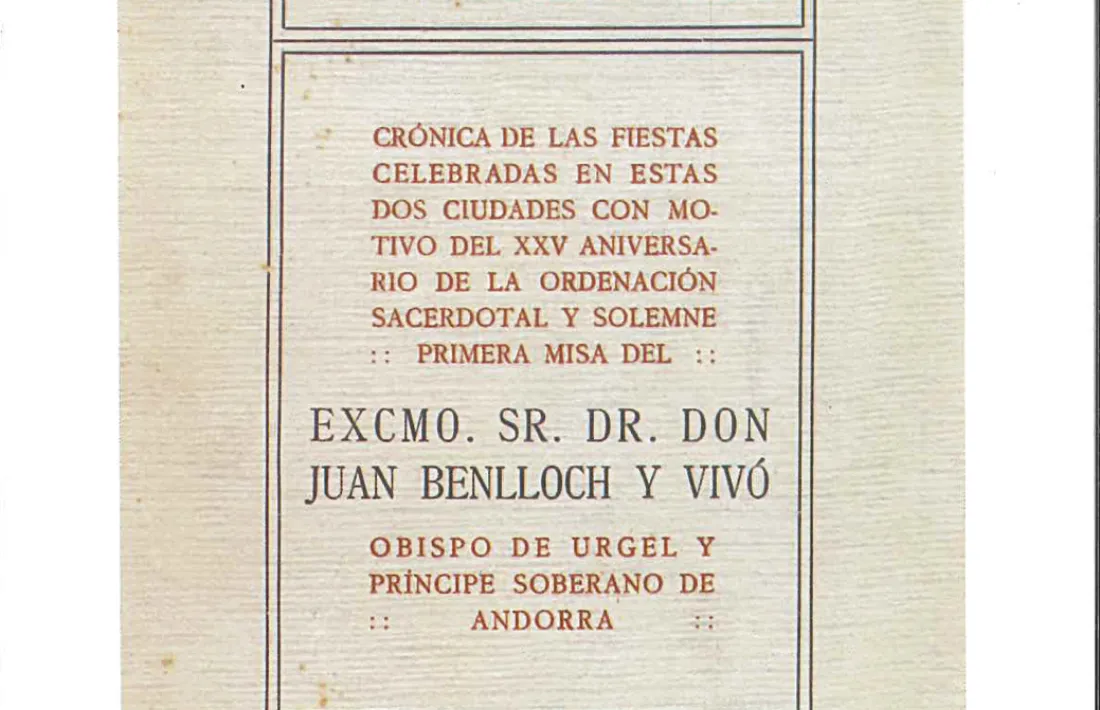 CRÓNICA DE LAS FIESTAS
CELEBRADAS EN ESTAS
DOS CIUDADES CON MO-
TIVO DEL XXV ANIVERSA-
RIO DE LA ORDENACIÓN
SACERDOTAL Y SOLEMNE
:: PRIMERA MISA DEL ::
EXCMO. SR. DR. DON
JUAN BENLLOCH Y VIVÓ
OBISPO DE URGEL Y
PRÍNCIPE SOBERANO DE
:: ANDORRA ::